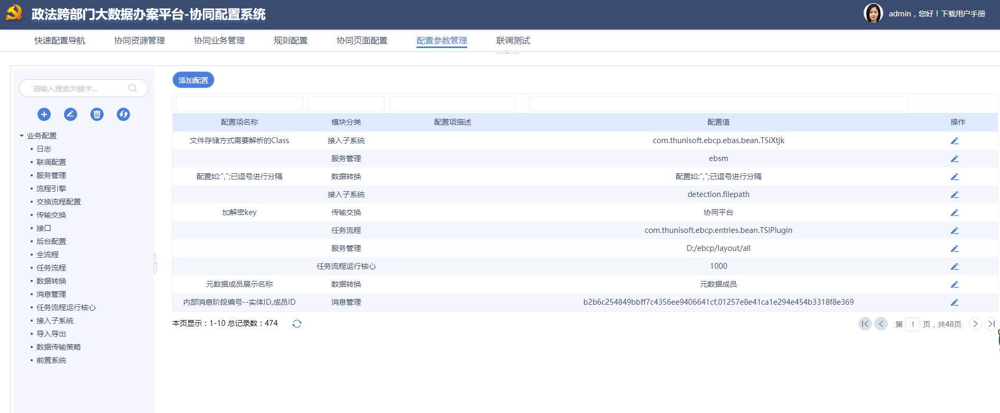 政法跨部门大数据办案平台-协同配置系统
admin，您好！下载用户手册
快速配置导航 协同资源管理 协同业务管理 规则配置 协同页面配置 配置参数管理 联调测试
请输入搜索关键字...
业务配置
日志
联调配置
服务管理
流程引擎
交换流程配置
传输交换
接口
后台配置
全流程
任务流程
数据转换
消息管理
任务流程运行核心
接入子系统
导入导出
数据传输策略
前置系统
添加配置
配置项名称 模块分类 配置项描述 配置值 操作
文件存储方式需要解析的Class 接入子系统 com.thunisoft.ebcp.ebas.bean.TSiXtjk
服务管理 ebsm
配置如:",";已逗号进行分隔 数据转换 配置如:",";已逗号进行分隔
接入子系统 detection.filepath
加解密key 传输交换 协同平台
任务流程 com.thunisoft.ebcp.entries.bean.TSiPlugin
服务管理 D:/ebcp/layout/all
任务流程运行核心 1000
元数据成员展示名称 数据转换 元数据成员
内部消息阶段编号--实体ID,成员ID 消息管理 b2b6c254849bbff7c4356ee9406641cf,01257e8e41ca1e294e454b3318f8e369
本页显示：1-10 总记录数：474 第 1 页，共48页